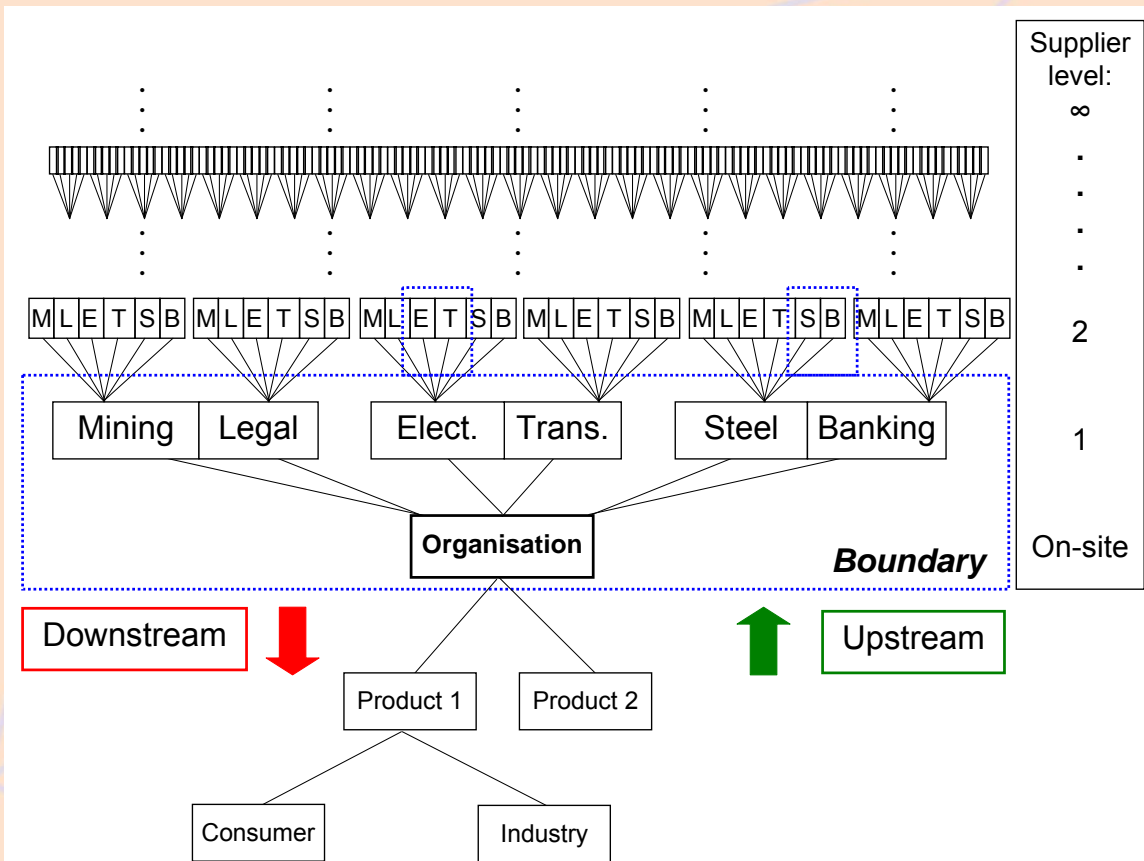 Supplier
level:
∞
M L E T S B M L E T S B M L E T S B M L E T S B M L E T S B M L E T S B
2
Mining Legal Elect. Trans. Steel Banking
1
Organisation
Boundary
On-site
Downstream
Upstream
Product 1
Product 2
Consumer
Industry